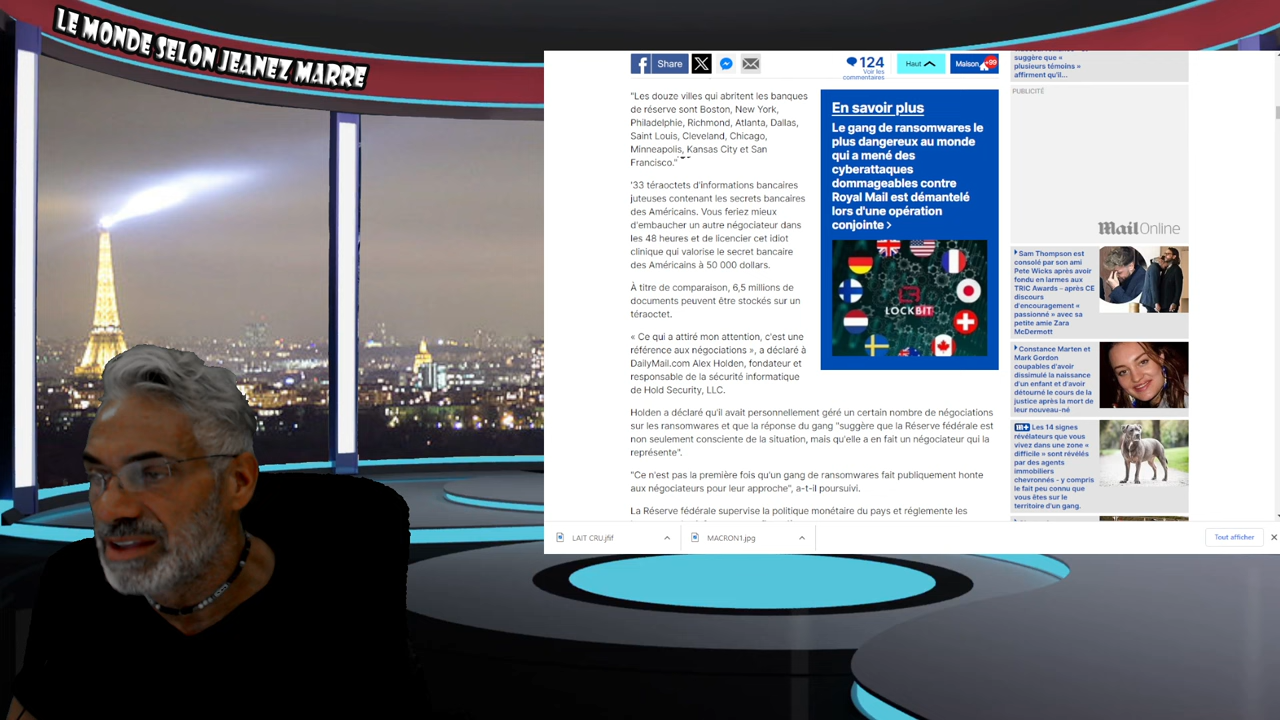 LE MONDE SELON JEANEZ MARRE
Share
124
Voir les
commentaires
Haut
Maison
+99
"Les douze villes qui abritent les banques
de réserve sont Boston, New York,
Philadelphie, Richmond, Atlanta, Dallas,
Saint Louis, Cleveland, Chicago,
Minneapolis, Kansas City et San
Francisco."
'33 téraoctets d'informations bancaires
juteuses contenant les secrets bancaires
des Américains. Vous feriez mieux
d'embaucher un autre négociateur dans
les 48 heures et de licencier cet idiot
clinique qui valorise le secret bancaire
des Américains à 50 000 dollars.
À titre de comparaison, 6,5 millions de
documents peuvent être stockés sur un
téraoctet.
« Ce qui a attiré mon attention, c'est une
référence aux négociations », a déclaré à
DailyMail.com Alex Holden, fondateur et
responsable de la sécurité informatique
de Hold Security, LLC.
Holden a déclaré qu'il avait personnellement géré un certain nombre de négociations
sur les ransomwares et que la réponse du gang "suggère que la Réserve fédérale est
non seulement consciente de la situation, mais qu'elle a en fait un négociateur qui la
représente".
"Ce n'est pas la première fois qu'un gang de ransomwares fait publiquement honte
aux négociateurs pour leur approche", a-t-il poursuivi.
La Réserve fédérale supervise la politique monétaire du pays et réglemente les
En savoir plus
Le gang de ransomwares le
plus dangereux au monde
qui a mené des
cyberattaques
dommageables contre
Royal Mail est démantelé
lors d'une opération
conjointe >
LOCKBIT
suggère que «
plusieurs témoins »
affirment qu'il...
PUBLICITÉ
MailOnline
Sam Thompson est
consolé par son ami
Pete Wicks après avoir
fondu en larmes aux
TRIC Awards - après CE
discours
d'encouragement «
passionné » avec sa
petite amie Zara
McDermott
Constance Marten et
Mark Gordon
coupables d'avoir
dissimulé la naissance
d'un enfant et d'avoir
détourné le cours de la
justice après la mort de
leur nouveau-né
M+ Les 14 signes
révélateurs que vous
vivez dans une zone «
difficile » sont révélés
par des agents
immobiliers
chevronnés - y compris
le fait peu connu que
vous êtes sur le
territoire d'un gang.
LAIT CRU.jfif
MACRON1.jpg
Tout afficher